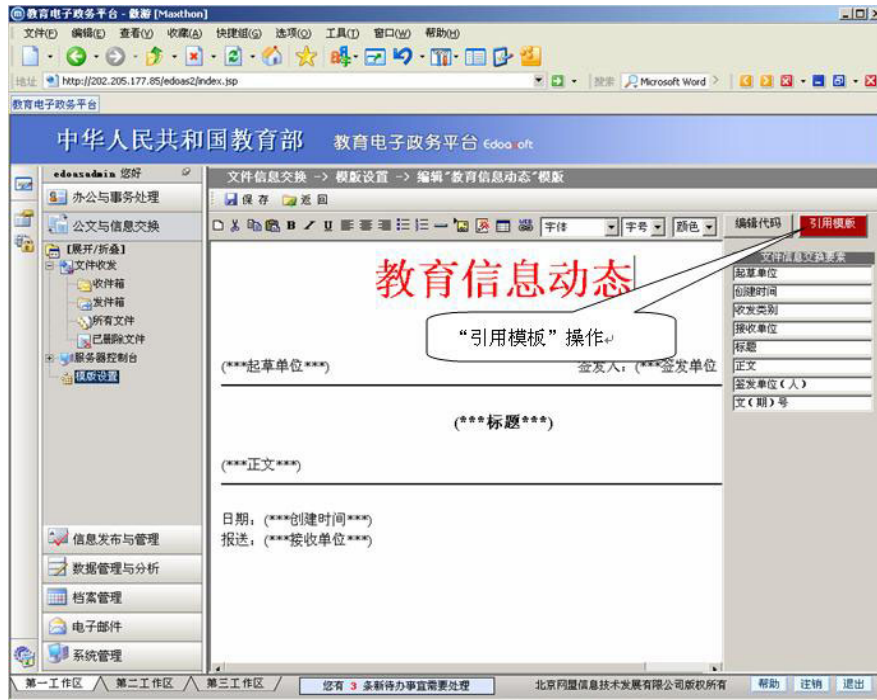 教育电子政务平台 - 傲游 [Maxthon]
文件(F) 编辑(E) 查看(V) 收藏(A) 快捷组(G) 选项(O) 工具(T) 窗口(W) 帮助(H)
地址 http://202.205.177.85/edoas2/index.jsp 搜索 Microsoft Word
教育电子政务平台
中华人民共和国教育部 教育电子政务平台
edoasadmin 您好
文件信息交换 -> 模版设置 -> 编辑"教育信息动态"模版
办公与事务处理
保存 返回
公文与信息交换
B I U 字体 字号 颜色 编辑代码 引用模版
[展开/折叠]
文件收发
收件箱
发件箱
所有文件
已删除文件
服务器控制台
模版设置
教育信息动态
“引用模板”操作
(***起草单位***) 签发人：(***签发单位
(***标题***)
(***正文***)
日期：(***创建时间***)
报送：(***接收单位***)
文件信息交换要素
起草单位
创建时间
收发类别
接收单位
标题
正文
签发单位(人)
文(期)号
信息发布与管理
数据管理与分析
档案管理
电子邮件
系统管理
第一工作区 第二工作区 第三工作区 您有 3 条新待办事宜需要处理 北京网盟信息技术发展有限公司版权所有 帮助 注销 退出